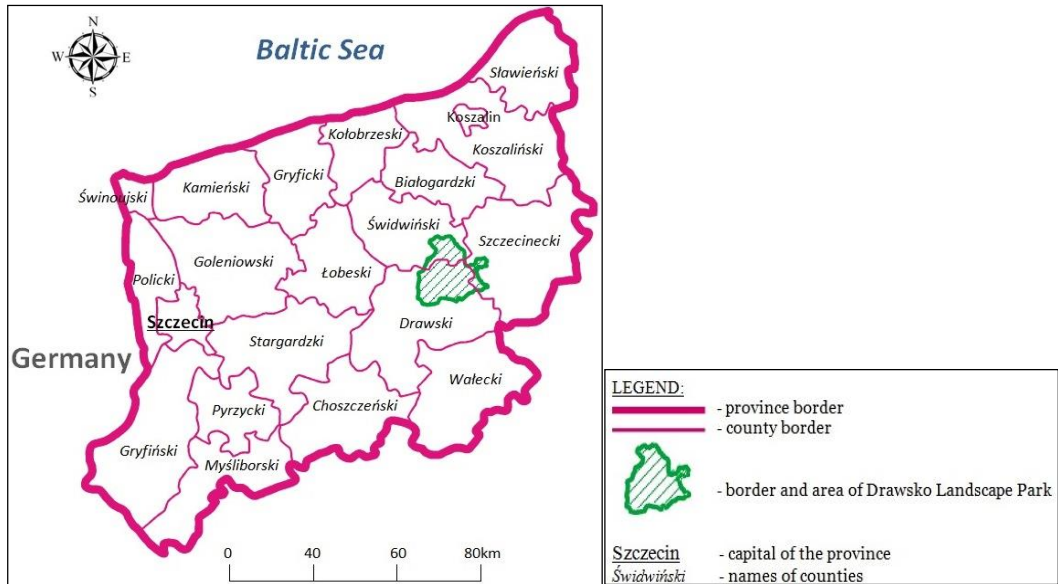 N
W E
S
Baltic Sea
Sławieński
Koszalin
Kołobrzeski
Koszaliński
Białogardzki
Gryficki
Kamieński
Świnoujski
Świdwiński
Szczecinecki
Goleniowski
Łobeski
Policki
Szczecin
Drawski
Stargardzki
Germany
Wałecki
Pyrzycki
Choszczeński
Gryfiński
Myśliborski
0 40 80km
LEGEND:
- province border
- county border
- border and area of Drawsko Landscape Park
Szczecin - capital of the province
Świdwiński - names of counties